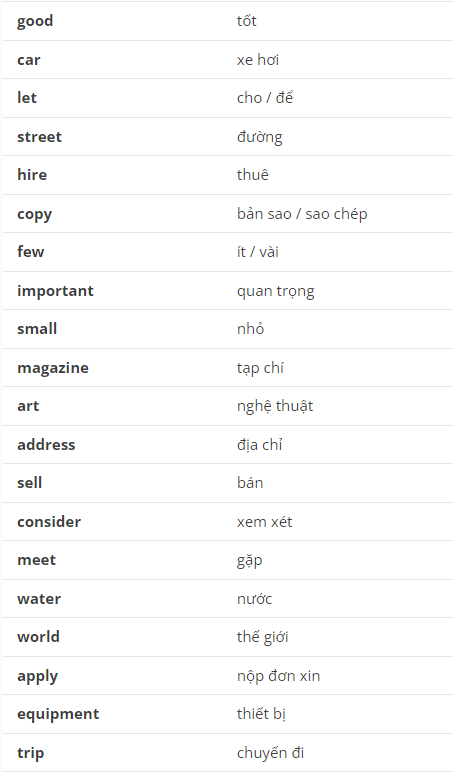 good tốt
car xe hơi
let cho / để
street đường
hire thuê
copy bản sao / sao chép
few ít / vài
important quan trọng
small nhỏ
magazine tạp chí
art nghệ thuật
address địa chỉ
sell bán
consider xem xét
meet gặp
water nước
world thế giới
apply nộp đơn xin
equipment thiết bị
trip chuyến đi